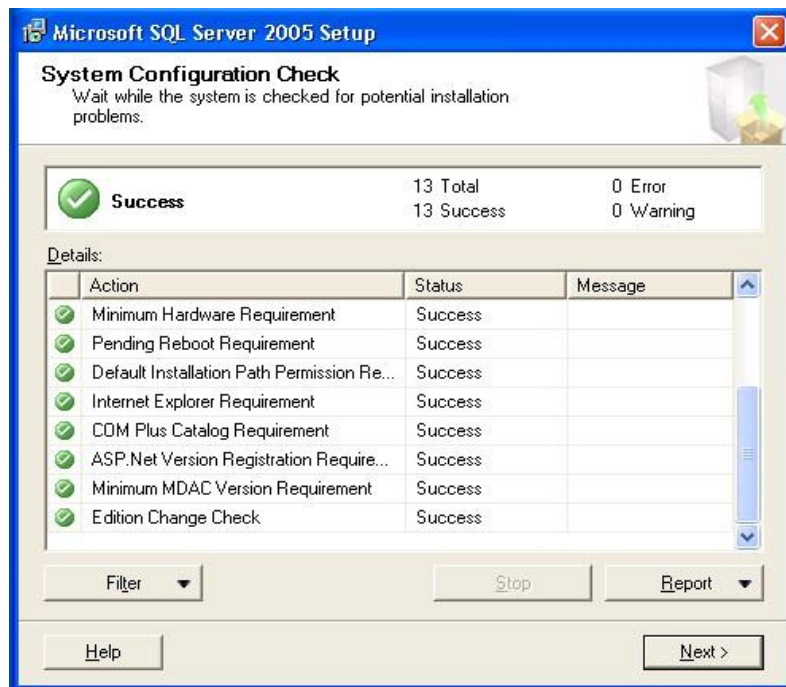 Microsoft SQL Server 2005 Setup
System Configuration Check
Wait while the system is checked for potential installation
problems.
Success
13 Total
0 Error
13 Success
0 Warning
Details:
Action Status Message
Minimum Hardware Requirement Success
Pending Reboot Requirement Success
Default Installation Path Permission Re... Success
Internet Explorer Requirement Success
COM Plus Catalog Requirement Success
ASP.Net Version Registration Require... Success
Minimum MDAC Version Requirement Success
Edition Change Check Success
Filter Stop Report
Help Next >